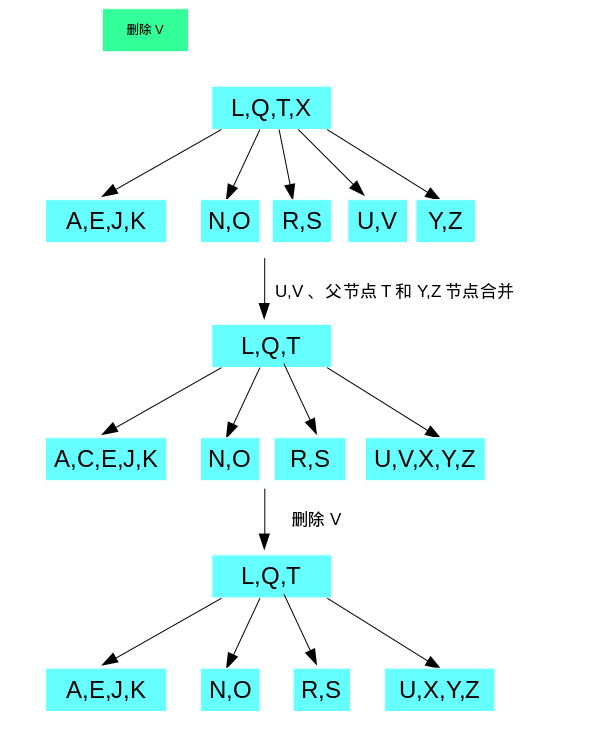 删除 V
L,Q,T,X
A,E,J,K
N,O
R,S
U,V
Y,Z
U,V 、父节点 T 和 Y,Z 节点合并
L,Q,T
A,C,E,J,K
N,O
R,S
U,V,X,Y,Z
删除 V
L,Q,T
A,E,J,K
N,O
R,S
U,X,Y,Z